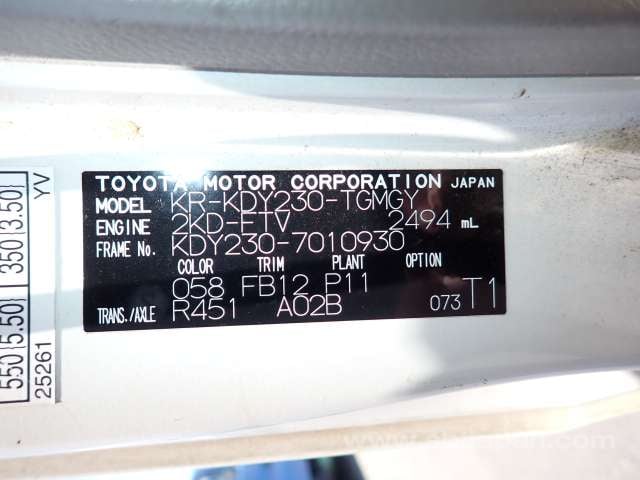 TOYOTA MOTOR CORPORATION JAPAN
MODEL KR-KDY230-TGMGY
ENGINE 2KD-FTV 2494 mL
FRAME No. KDY230-7010930
COLOR TRIM PLANT OPTION
058 FB12 P11
TRANS./AXLE R451 A02B 073 T1
550 5.50 350 3.50
25261 YV